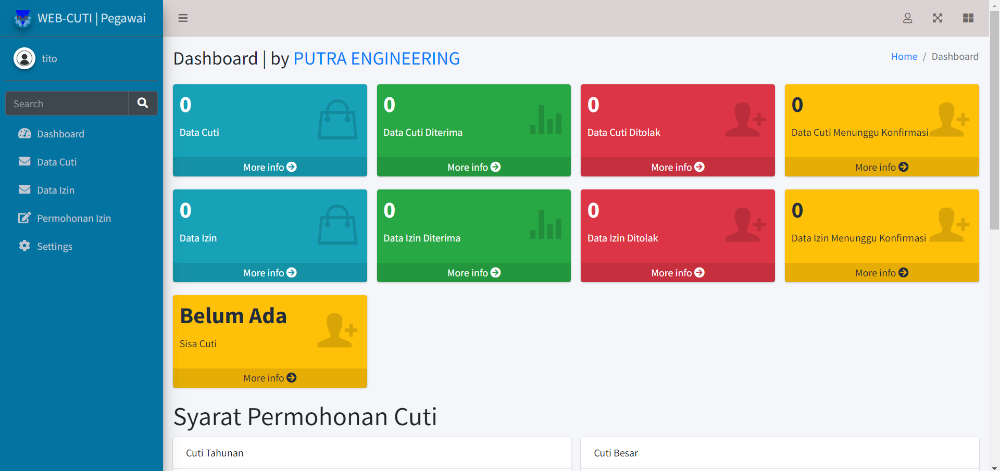 WEB-CUTI | Pegawai
tito
Search
Dashboard
Data Cuti
Data Izin
Permohonan Izin
Settings
Dashboard | by PUTRA ENGINEERING
Home / Dashboard
0
Data Cuti
More info
0
Data Cuti Diterima
More info
0
Data Cuti Ditolak
More info
0
Data Cuti Menunggu Konfirmasi
More info
0
Data Izin
More info
0
Data Izin Diterima
More info
0
Data Izin Ditolak
More info
0
Data Izin Menunggu Konfirmasi
More info
Belum Ada
Sisa Cuti
More info
Syarat Permohonan Cuti
Cuti Tahunan
Cuti Besar